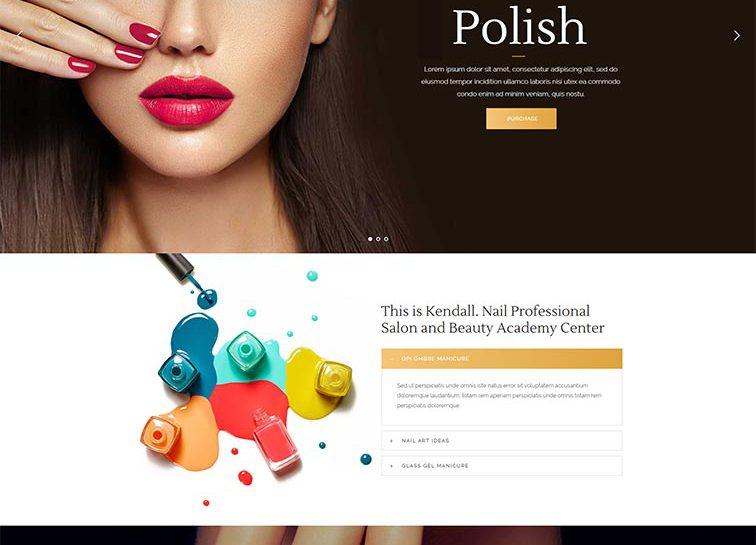 Polish
Lorem ipsum dolor sit amet, consectetur adipiscing elit, sed do
eiusmod tempor incidition ullamco laboris nisi utex ea commodo
condo enim ad minim veniam, quis nostu.
PURCHASE
This is Kendall. Nail Professional
Salon and Beauty Academy Center
– OPI OMBRE MANICURE
Sed ut perspiciatis unde omnis iste natus error sit voluptatem accusantium
doloremque laudantium, totam sem aperiam perspiciatis unde omnis totam rem
perspiciatis doloremque
+ NAIL ART IDEAS
+ GLASS GEL MANICURE